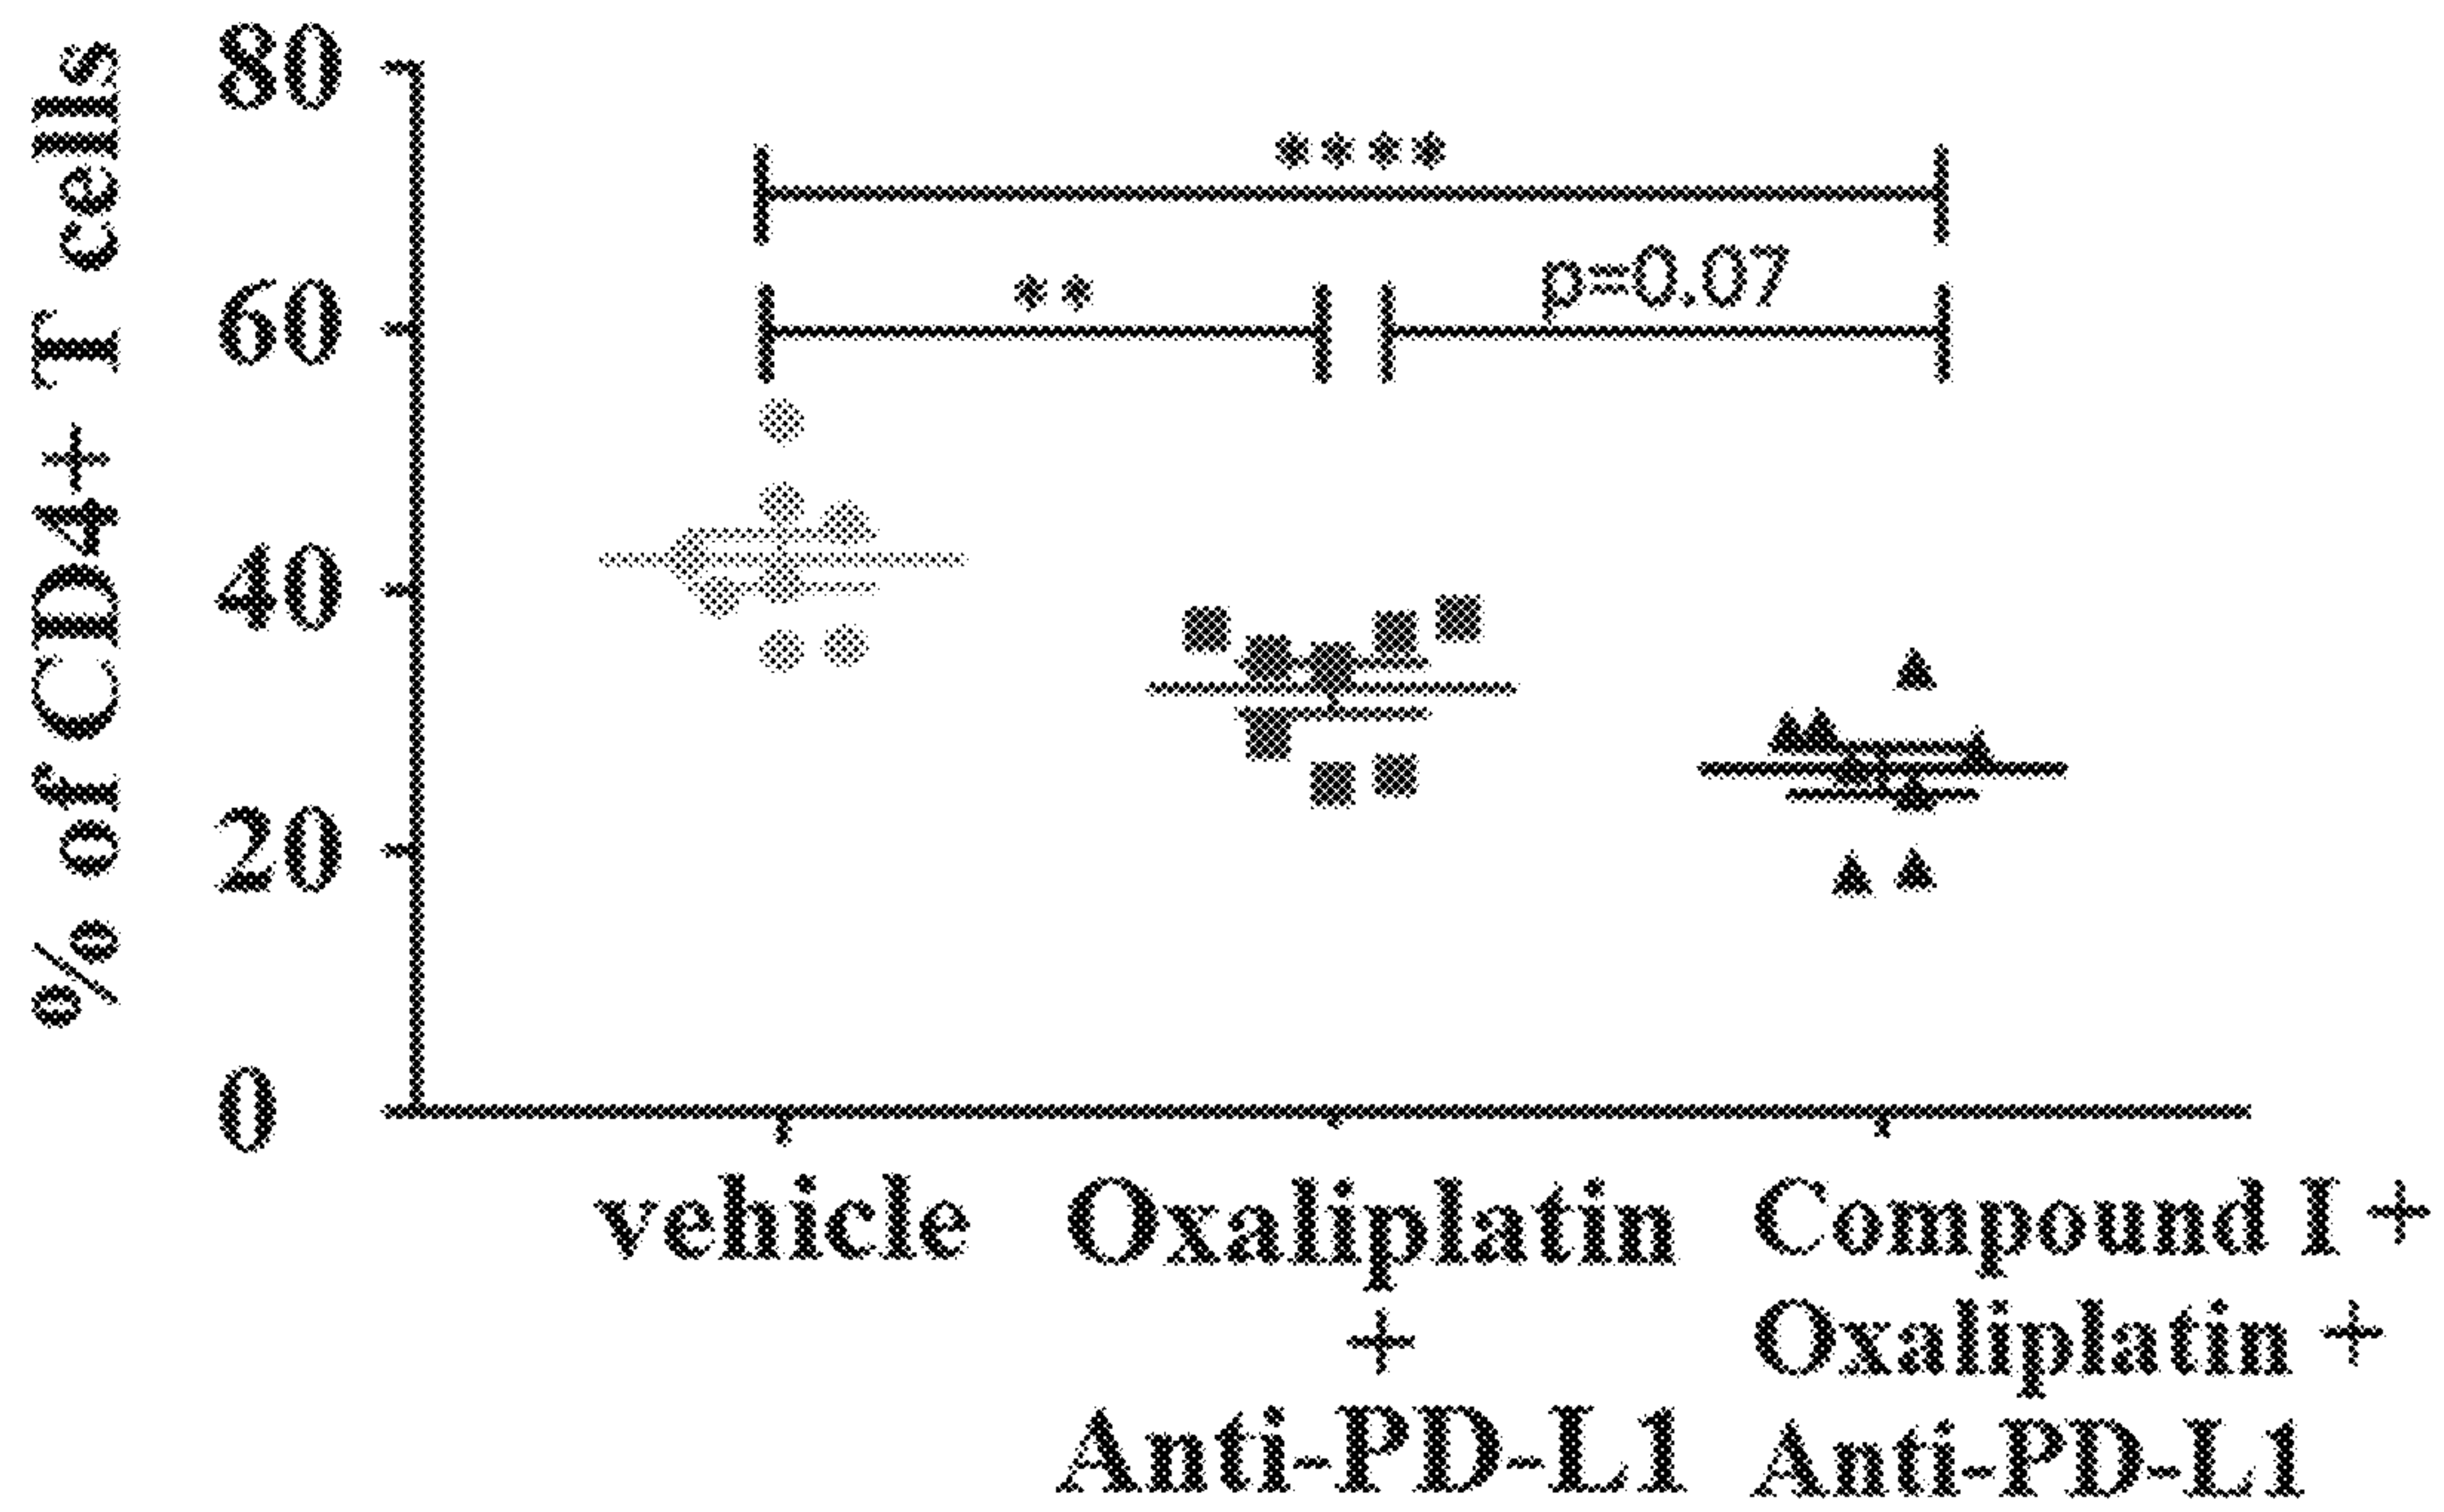 % of CD4+ T cells
80
60
40
20
0
****
**
p=0.07
vehicle
Oxaliplatin
+
Anti-PD-L1
Compound I +
Oxaliplatin +
Anti-PD-L1